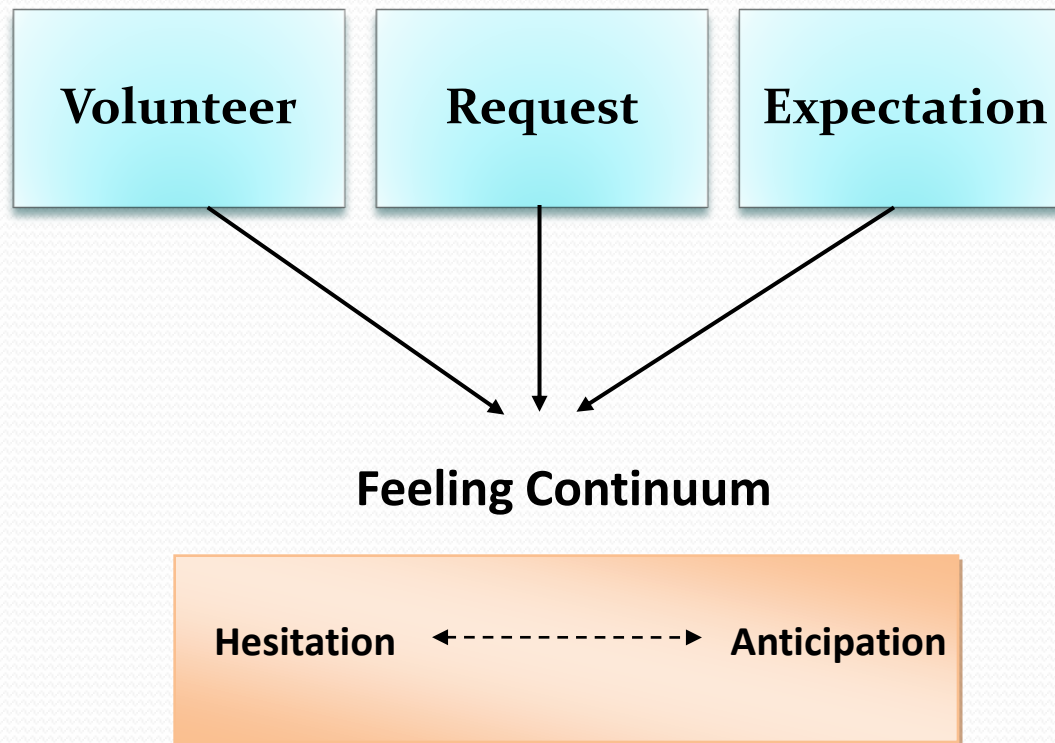 Volunteer Request Expectation
Feeling Continuum
Hesitation Anticipation